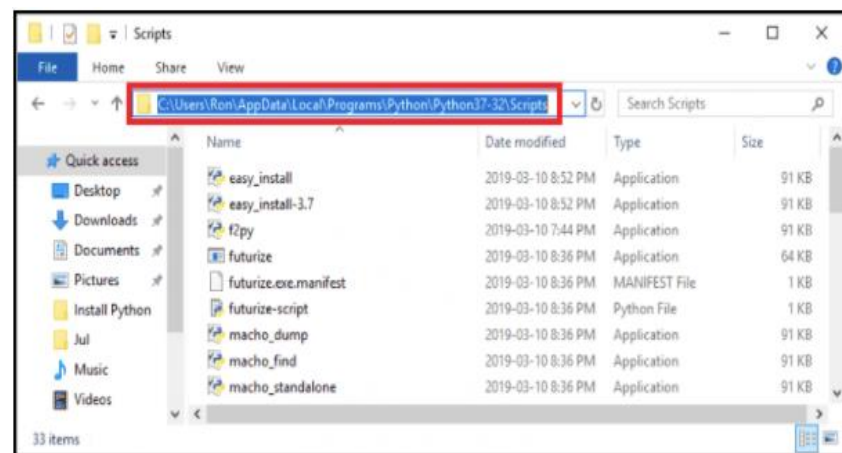 Scripts
File Home Share View
C:\Users\Ron\AppData\Local\Programs\Python\Python37-32\Scripts Search Scripts
Name Date modified Type Size
Quick access
Desktop
Downloads
Documents
Pictures
Install Python
Jul
Music
Videos
easy_install 2019-03-10 8:52 PM Application 91 KB
easy_install-3.7 2019-03-10 8:52 PM Application 91 KB
f2py 2019-03-10 7:44 PM Application 91 KB
futurize 2019-03-10 8:36 PM Application 64 KB
futurize.exe.manifest 2019-03-10 8:36 PM MANIFEST File 1 KB
futurize-script 2019-03-10 8:36 PM Python File 1 KB
macho_dump 2019-03-10 8:36 PM Application 91 KB
macho_find 2019-03-10 8:36 PM Application 91 KB
macho_standalone 2019-03-10 8:36 PM Application 91 KB
33 items